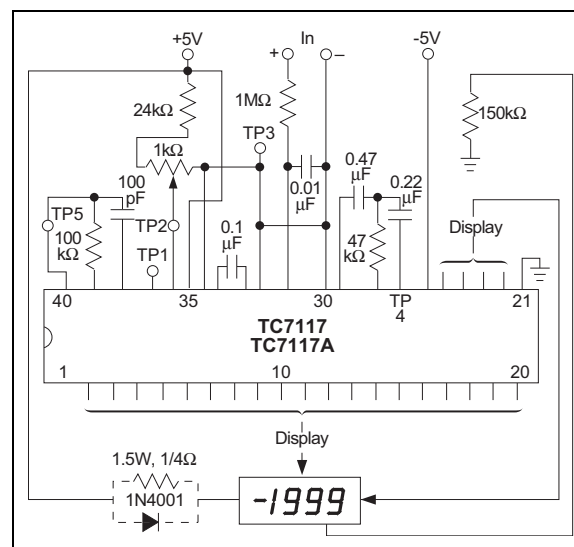 +5V
In
-5V
+
–
24kΩ
1MΩ
150kΩ
TP3
1kΩ
100
pF
0.01
µF
0.47
µF
0.22
µF
TP5
TP2
100
kΩ
TP1
0.1
µF
47
kΩ
Display
40
35
30
TP
4
21
TC7117
TC7117A
1
10
20
Display
1.5W, 1/4Ω
1N4001
-1999